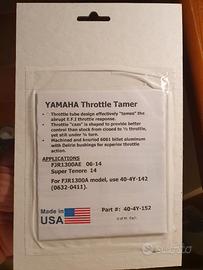 YAMAHA Throttle Tamer
• Throttle tube design effectively "tames" the
abrupt E.F.I throttle response.
• Throttle "cam" is shaped to provide better
control than stock from closed to ½ throttle,
yet still under ½ turn.
• Machined and knurled 6061 billet aluminum
with Delrin bushings for superior throttle
action.
APPLICATIONS
FJR1300AE 06-14
Super Tenere 14
For FJR1300A model, use 40-4Y-142
(0632-0411).
Made in
USA
Part #: 40-4Y-152
subito